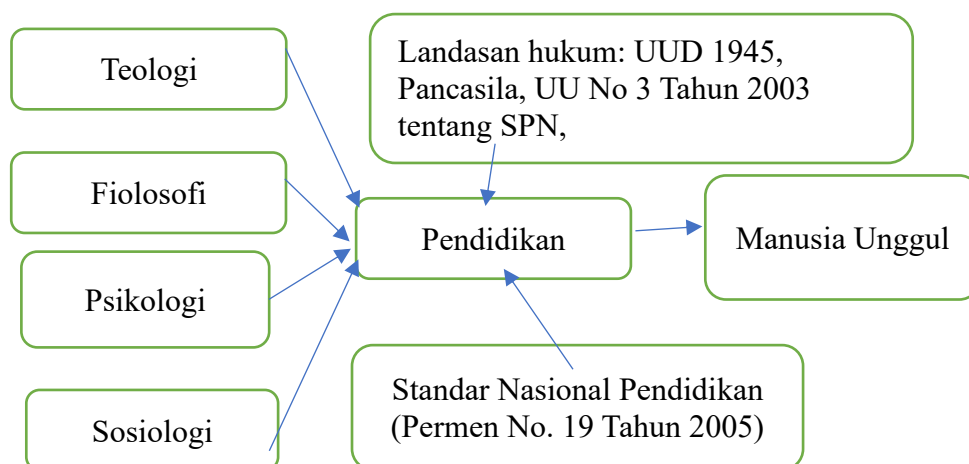 Teologi
Landasan hukum: UUD 1945,
Pancasila, UU No 3 Tahun 2003
tentang SPN,
Fiolosofi
Pendidikan
Manusia Unggul
Psikologi
Standar Nasional Pendidikan
(Permen No. 19 Tahun 2005)
Sosiologi